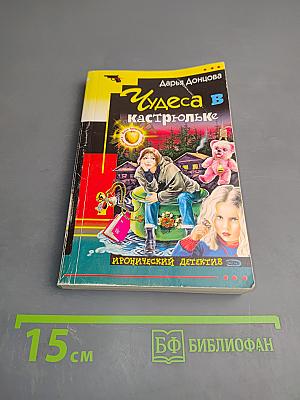 Дарья Донцова
Чудеса в
кастрюльке
ИРОНИЧЕСКИЙ ДЕТЕКТИВ
15 см
БФ БИБЛИОФАН